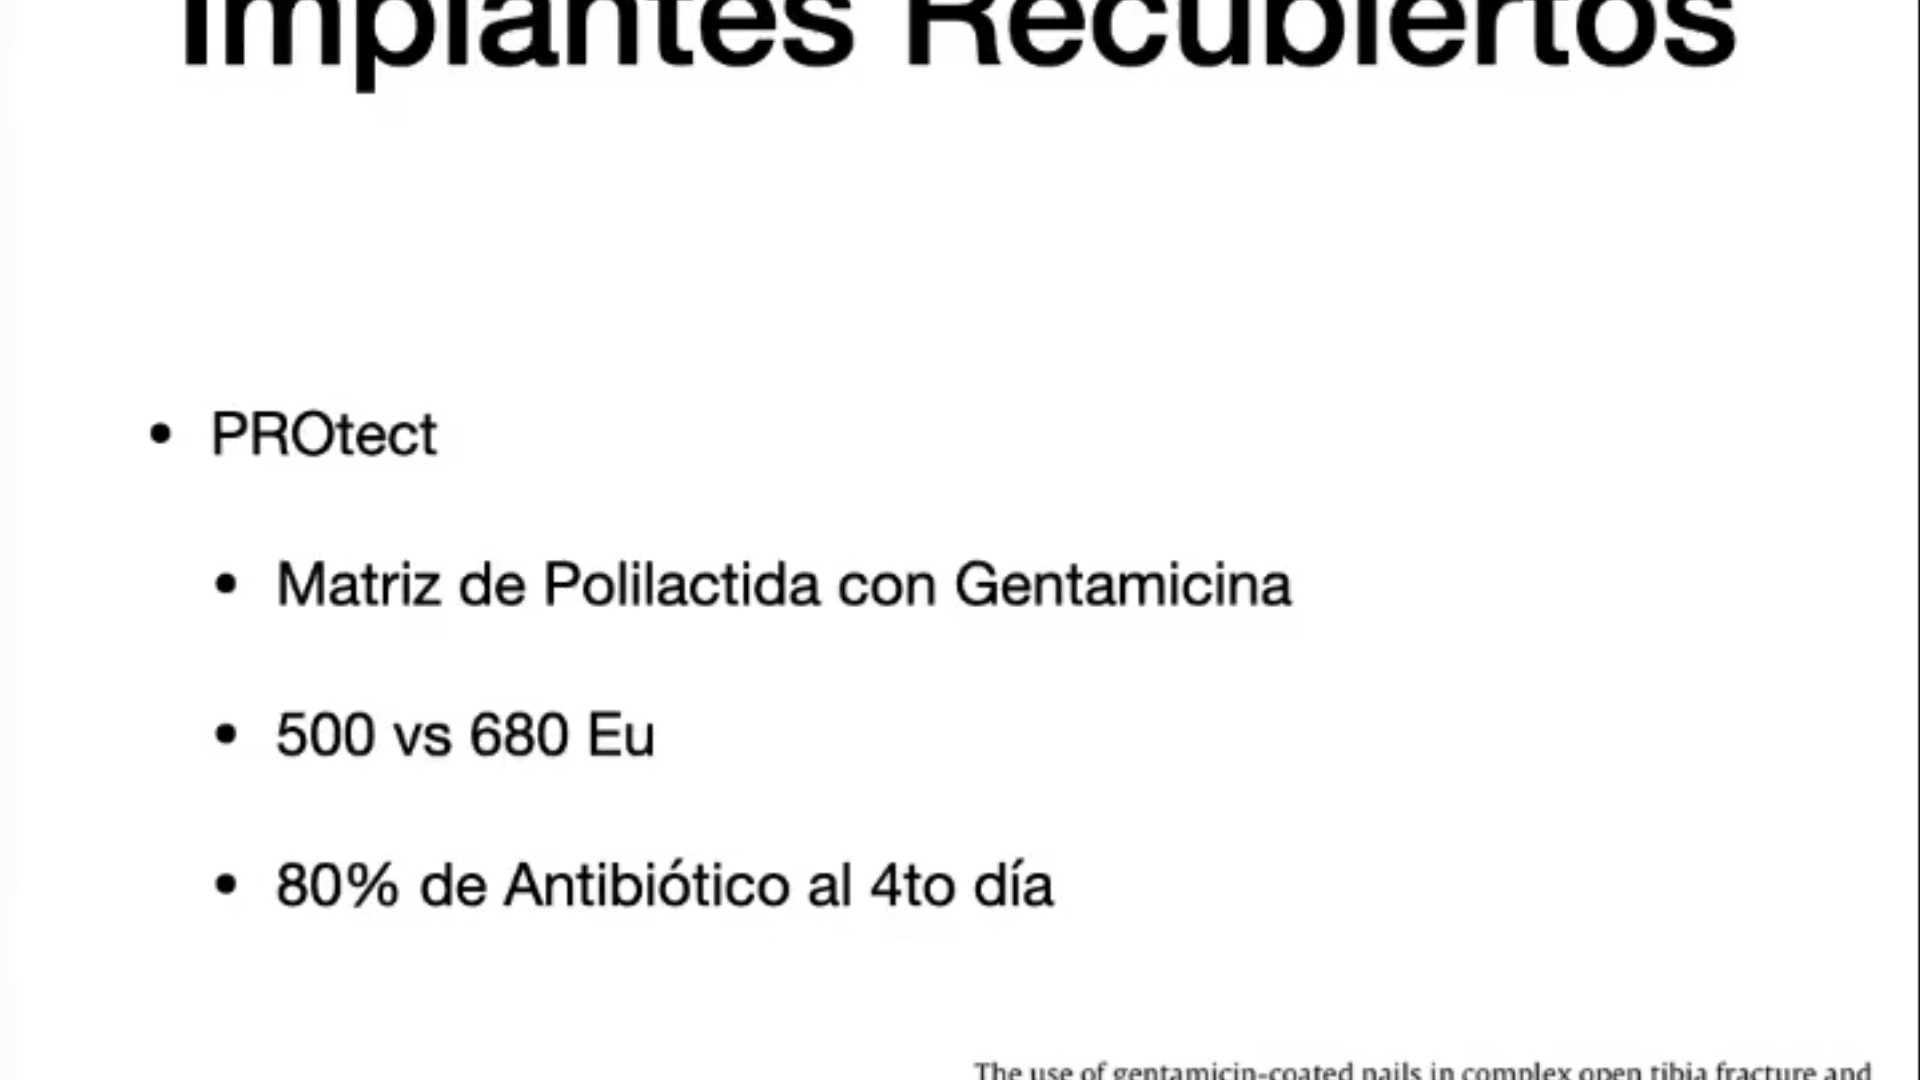 Implantes Recubiertos
• PROtect
• Matriz de Polilactida con Gentamicina
• 500 vs 680 Eu
• 80% de Antibiótico al 4to día
The use of gentamicin-coated nails in complex open tibia fracture and